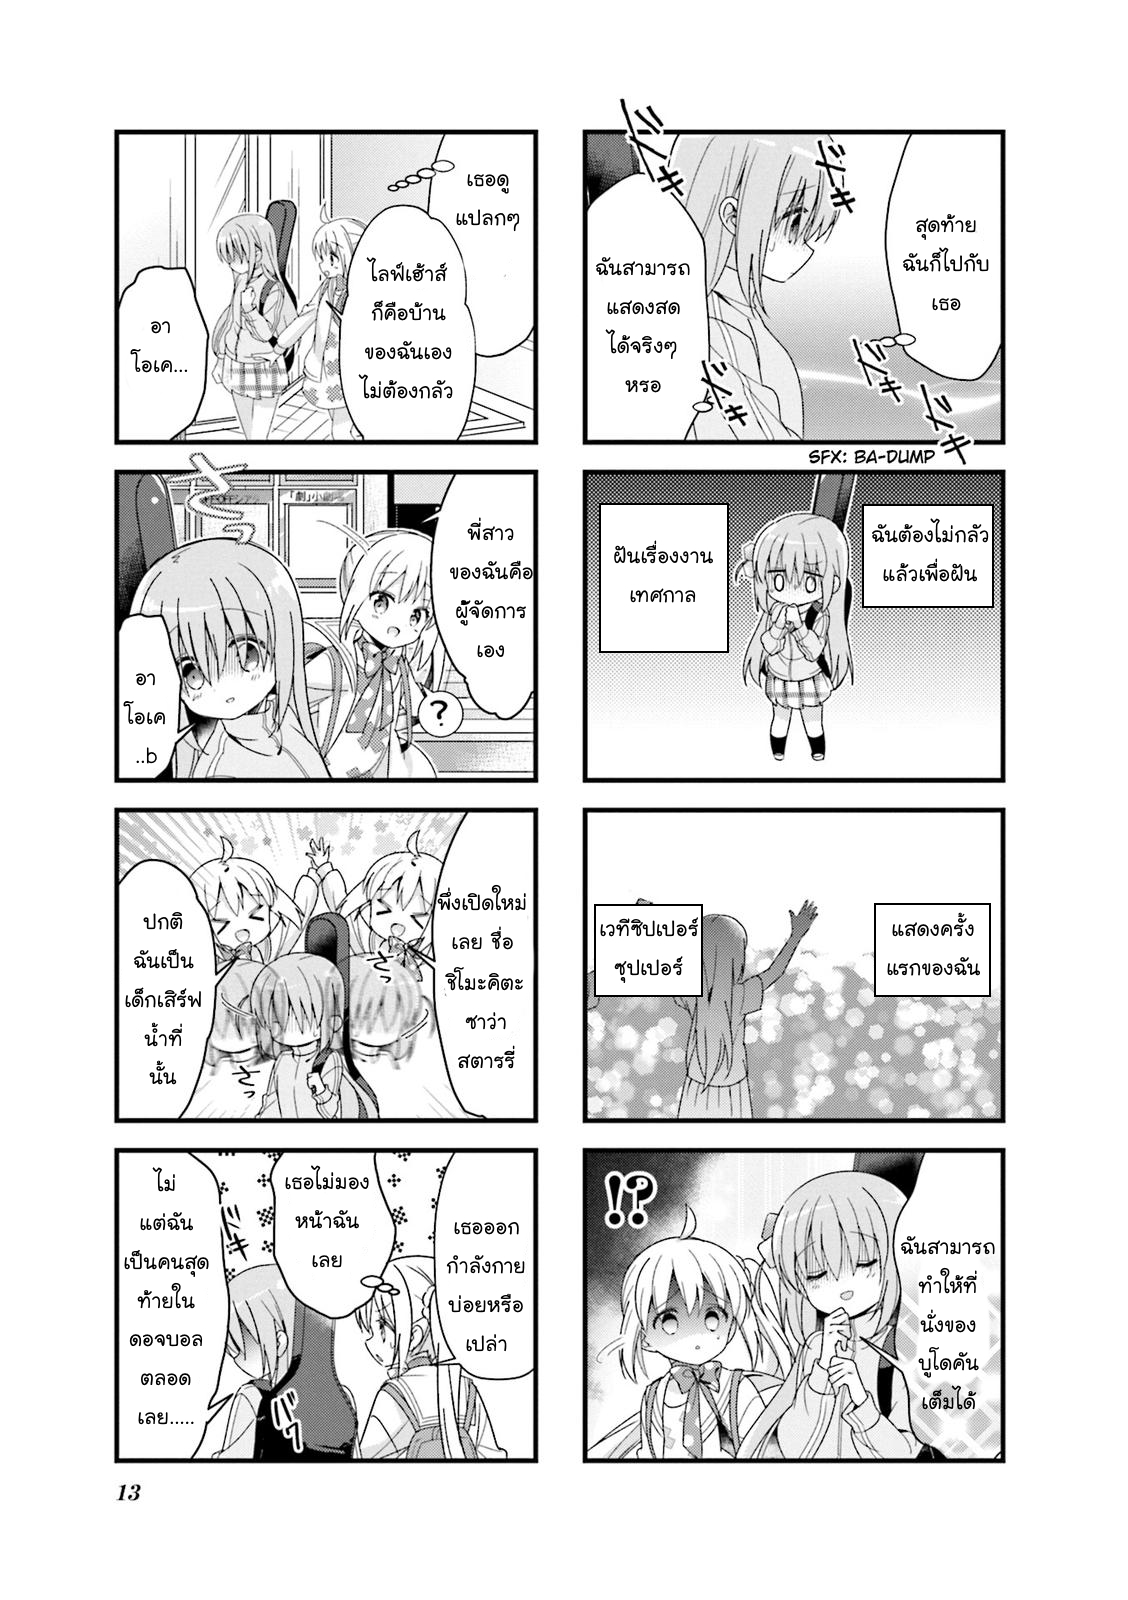 สุดท้าย
ฉันก็ไปกับ
เธอ
ฉันสามารถ
แสดงสด
ได้จริงๆ
หรอ
SFX: BA-DUMP
ฉันต้องไม่กลัว
แล้วเพื่อฝัน
ฝันเรื่องงาน
เทศกาล
แสดงครั้ง
แรกของฉัน
เวทีซิปเปอร์
ซุปเปอร์
ฉันสามารถ
ทำให้ที่
นั่งของ
บูโดคัน
เต็มได้
!?
เธอดู
แปลกๆ
ไลฟ์เฮ้าส์
ก็คือบ้าน
ของฉันเอง
ไม่ต้องกลัว
อา
โอเค...
พี่สาว
ของฉันคือ
ผู้จัดการ
เอง
?
อา
โอเค
..b
พึ่งเปิดใหม่
เลย ชื่อ
ชิโมะคิตะ
ซาว่า
สตารรี่
ปกติ
ฉันเป็น
เด็กเสิร์ฟ
น้ำที่
นั้น
เธอออก
กำลังกาย
บ่อยหรือ
เปล่า
เธอไม่มอง
หน้าฉัน
เลย
ไม่
แต่ฉัน
เป็นคนสุด
ท้ายใน
ดอจบอล
ตลอด
เลย.....
13